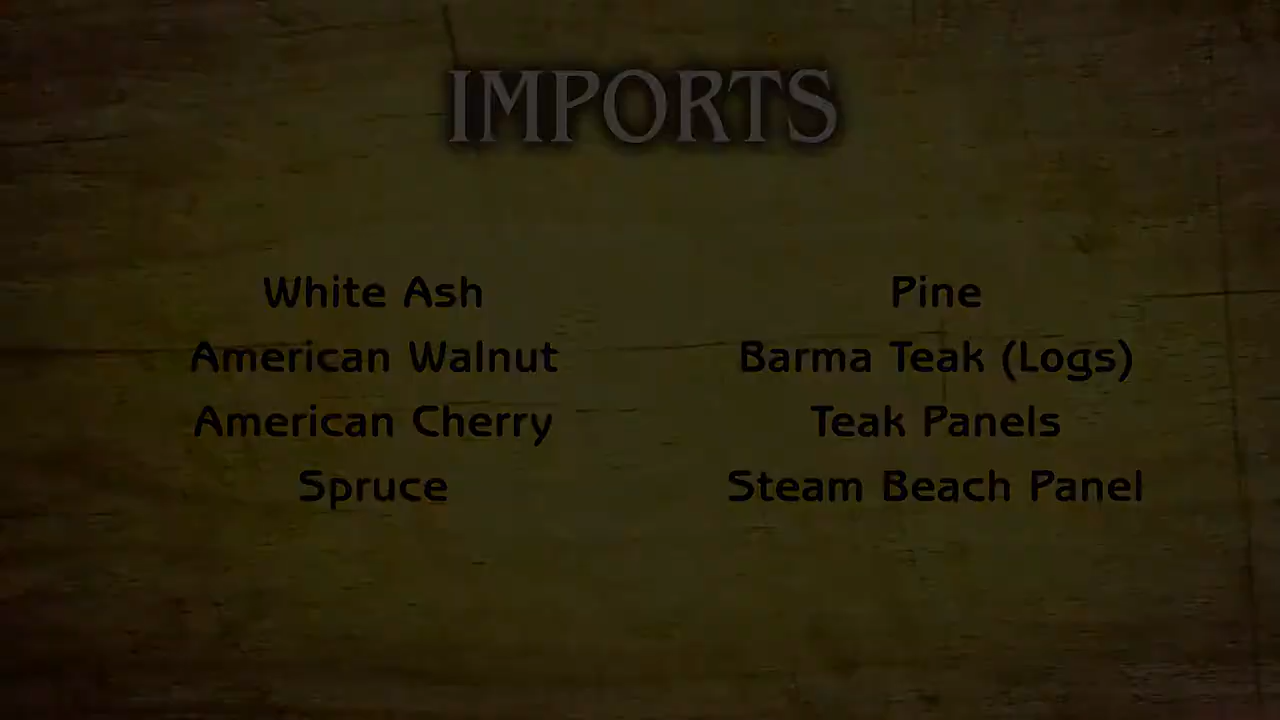 IMPORTS
White Ash
American Walnut
American Cherry
Spruce
Pine
Barma Teak (Logs)
Teak Panels
Steam Beach Panel